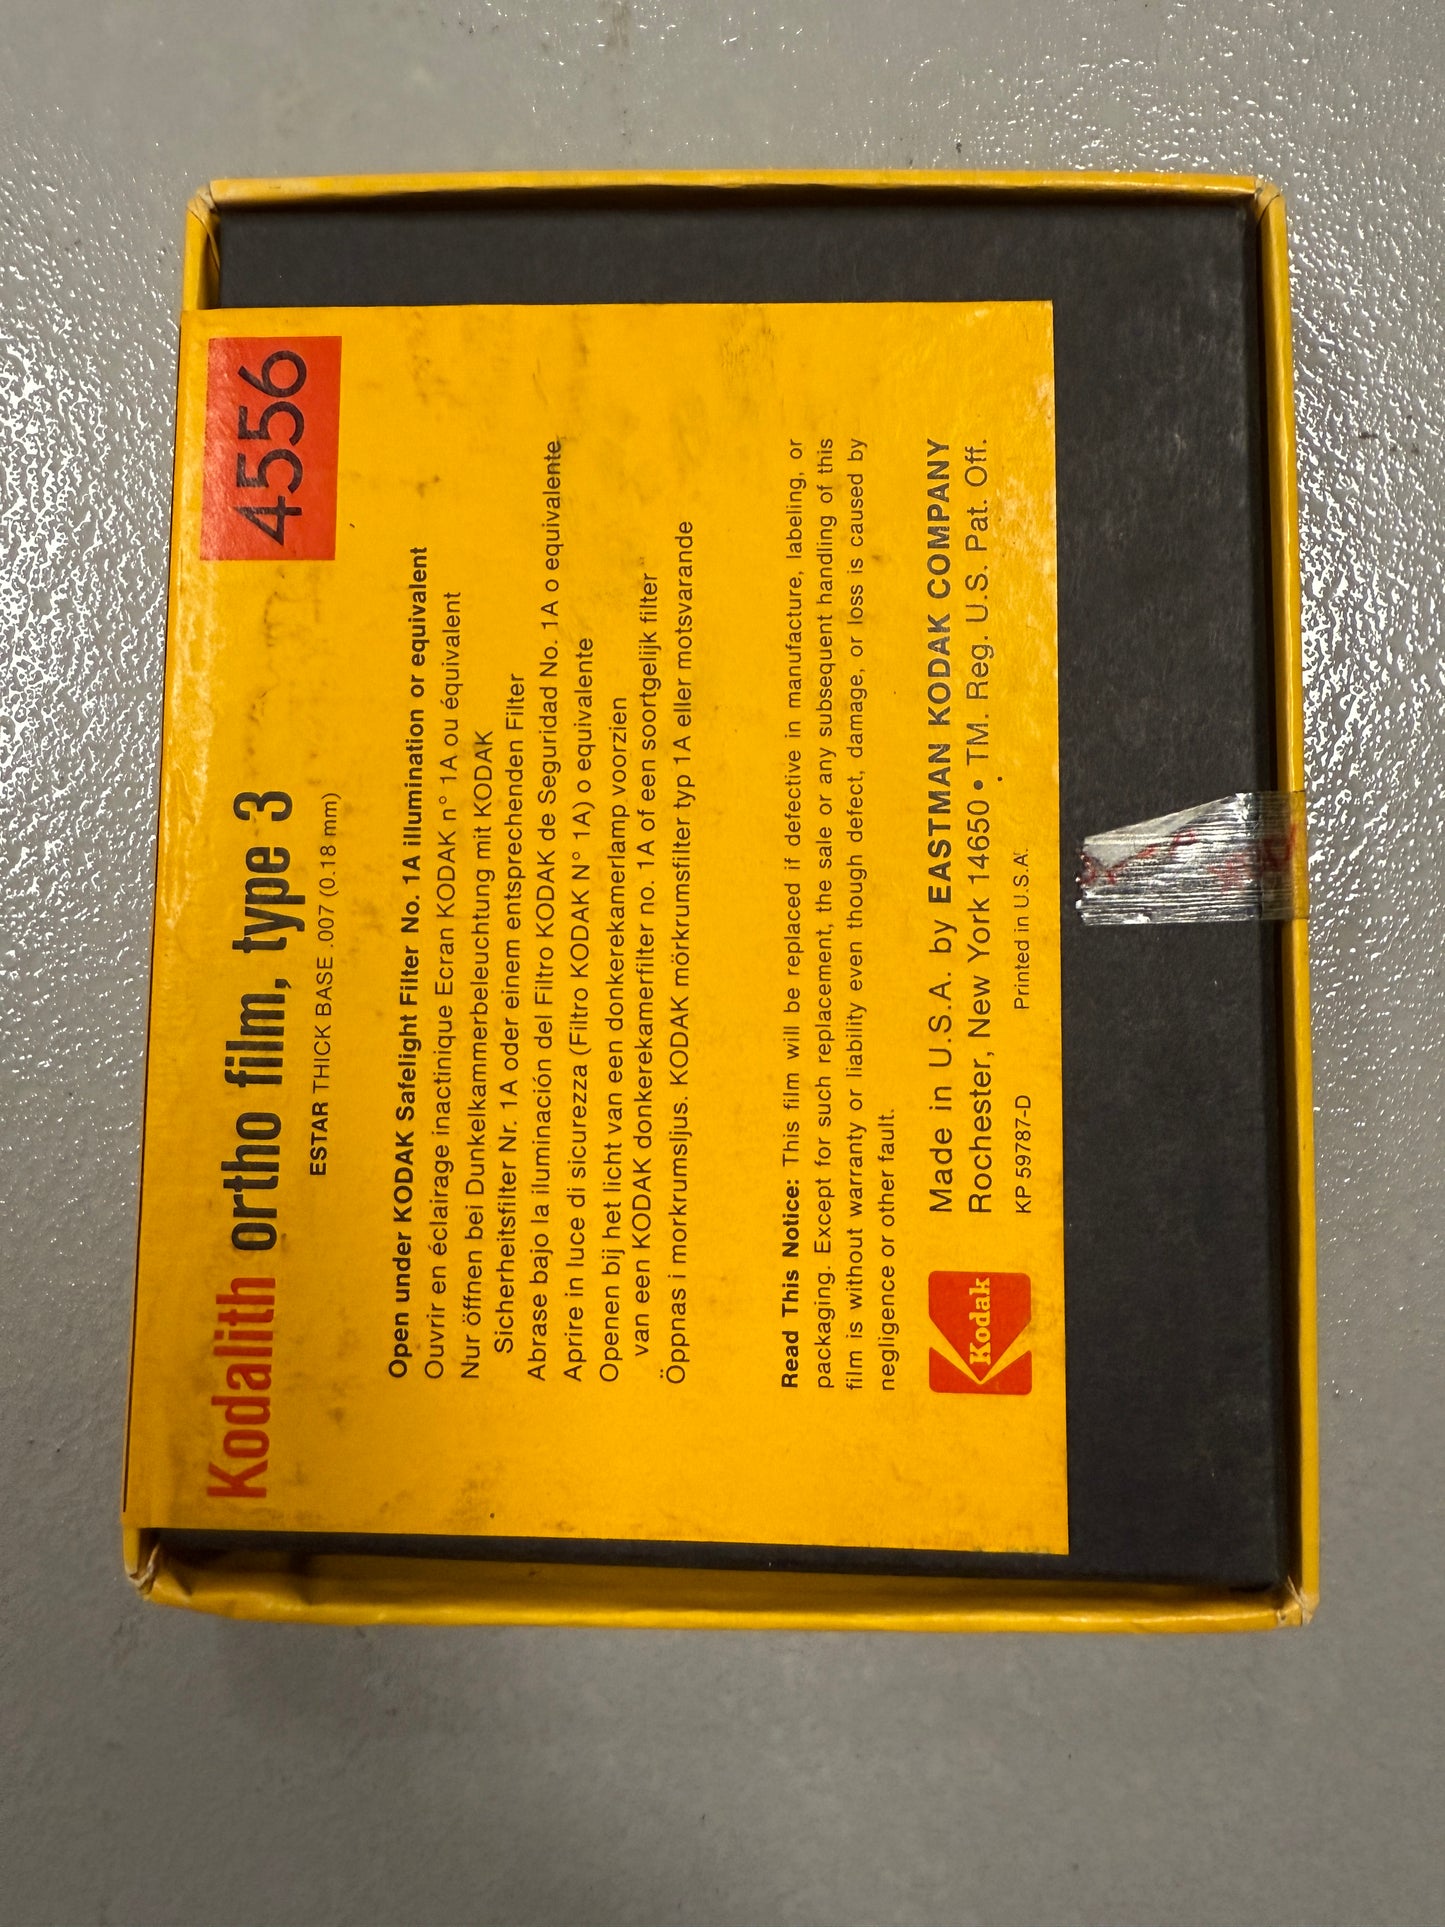 Kodalith ortho film, type 3
4556
ESTAR THICK BASE .007 (0.18 mm)
Open under KODAK Safelight Filter No. 1A illumination or equivalent
Ouvrir en éclairage inactinique Ecran KODAK n° 1A ou équivalent
Nur öffnen bei Dunkelkammerbeleuchtung mit KODAK
Sicherheitsfilter Nr. 1A oder einem entsprechenden Filter
Abrase bajo la iluminación del Filtro KODAK de Seguridad No. 1A o equivalente
Aprire in luce di sicurezza (Filtro KODAK N° 1A) o equivalente
Openen bij het licht van een donkerekamerlamp voorzien
van een KODAK donkerekamerfilter no. 1A of een soortgelijk filter
Öppnas i morkrumsljus. KODAK mörkrumsfilter typ 1A eller motsvarande
Read This Notice: This film will be replaced if defective in manufacture, labeling, or
packaging. Except for such replacement, the sale or any subsequent handling of this
film is without warranty or liability even though defect, damage, or loss is caused by
negligence or other fault.
Kodak
Made in U.S.A. by EASTMAN KODAK COMPANY
Rochester, New York 14650 • TM. Reg. U.S. Pat. Off.
KP 59787-D Printed in U.S.A.